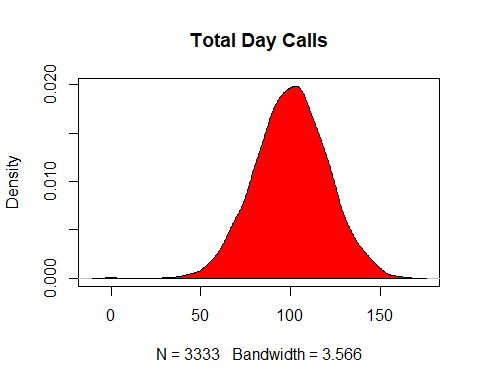 Total Day Calls
Density
0.020
0.010
0.000
0 50 100 150
N = 3333 Bandwidth = 3.566